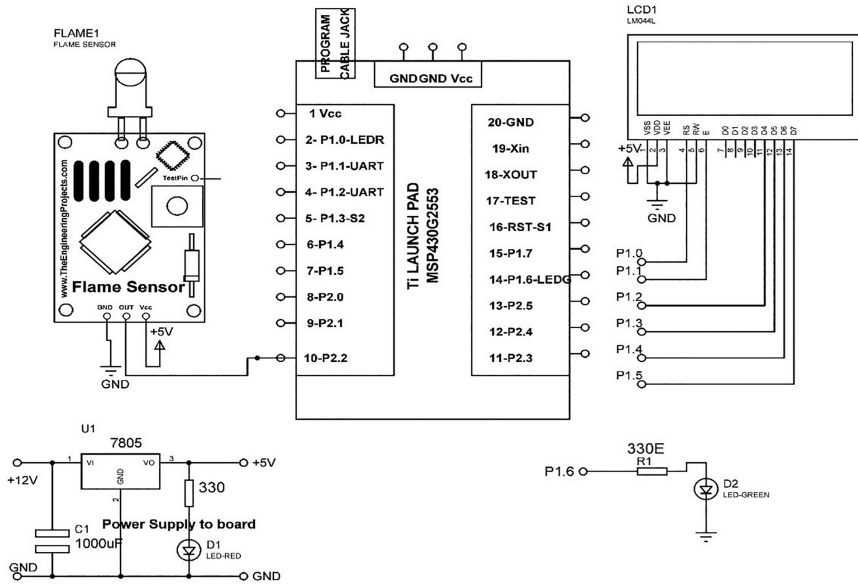 FLAME1
FLAME SENSOR
www.TheEngineeringProjects.com
TestPin
Flame Sensor
GND OUT Vcc
+5V
GND
PROGRAM
CABLE JACK
GND GND Vcc
1 Vcc
2- P1.0-LEDR
3- P1.1-UART
4- P1.2-UART
5- P1.3-S2
6-P1.4
7-P1.5
8-P2.0
9-P2.1
10-P2.2
Ti LAUNCH PAD
MSP430G2553
20-GND
19-Xin
18-XOUT
17-TEST
16-RST-S1
15-P1.7
14-P1.6-LEDG
13-P2.5
12-P2.4
11-P2.3
LCD1
LM044L
VSS VDD VEE RS RW E D0 D1 D2 D3 D4 D5 D6 D7
1 2 3 4 5 6 7 8 9 10 11 12 13 14
+5V
GND
P1.0
P1.1
P1.2
P1.3
P1.4
P1.5
U1
7805
+12V
1 VI VO 3
GND
2
+5V
330
C1
1000uF
Power Supply to board
D1
LED-RED
GND
GND
P1.6
330E
R1
D2
LED-GREEN